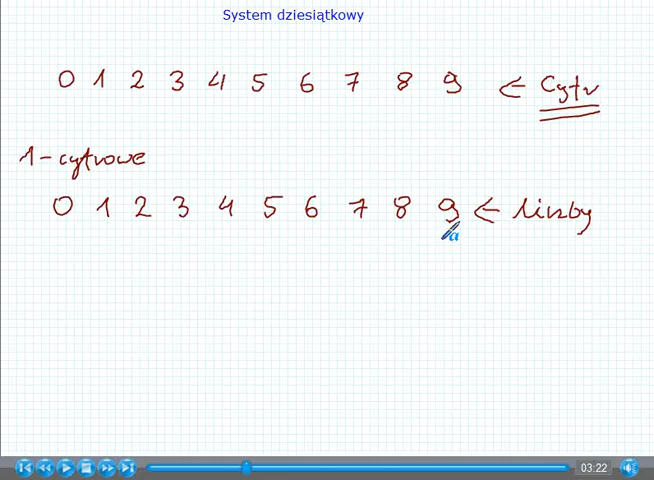 System dziesiątkowy
0 1 2 3 4 5 6 7 8 9 ← Cyfr
1-cyfrowe
0 1 2 3 4 5 6 7 8 9 ← liczby
a
03:22